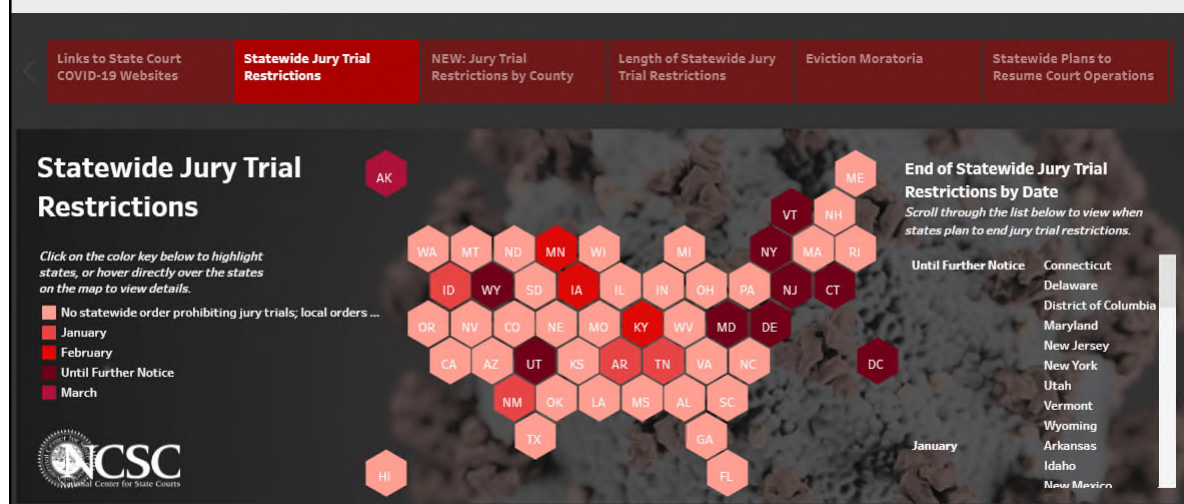 Links to State Court
COVID-19 Websites
Statewide Jury Trial
Restrictions
NEW: Jury Trial
Restrictions by County
Length of Statewide Jury
Trial Restrictions
Eviction Moratoria
Statewide Plans to
Resume Court Operations
Statewide Jury Trial
Restrictions
Click on the color key below to highlight
states, or hover directly over the states
on the map to view details.
No statewide order prohibiting jury trials; local orders ...
January
February
Until Further Notice
March
NCSC
National Center for State Courts
AK
ME
VT NH
WA MT ND MN WI MI NY MA RI
ID WY SD IA IL IN OH PA NJ CT
OR NV CO NE MO KY WV MD DE
CA AZ UT KS AR TN VA NC DC
NM OK LA MS AL SC
TX GA
HI FL
End of Statewide Jury Trial
Restrictions by Date
Scroll through the list below to view when
states plan to end jury trial restrictions.
Until Further Notice Connecticut
Delaware
District of Columbia
Maryland
New Jersey
New York
Utah
Vermont
Wyoming
January Arkansas
Idaho
New Mexico